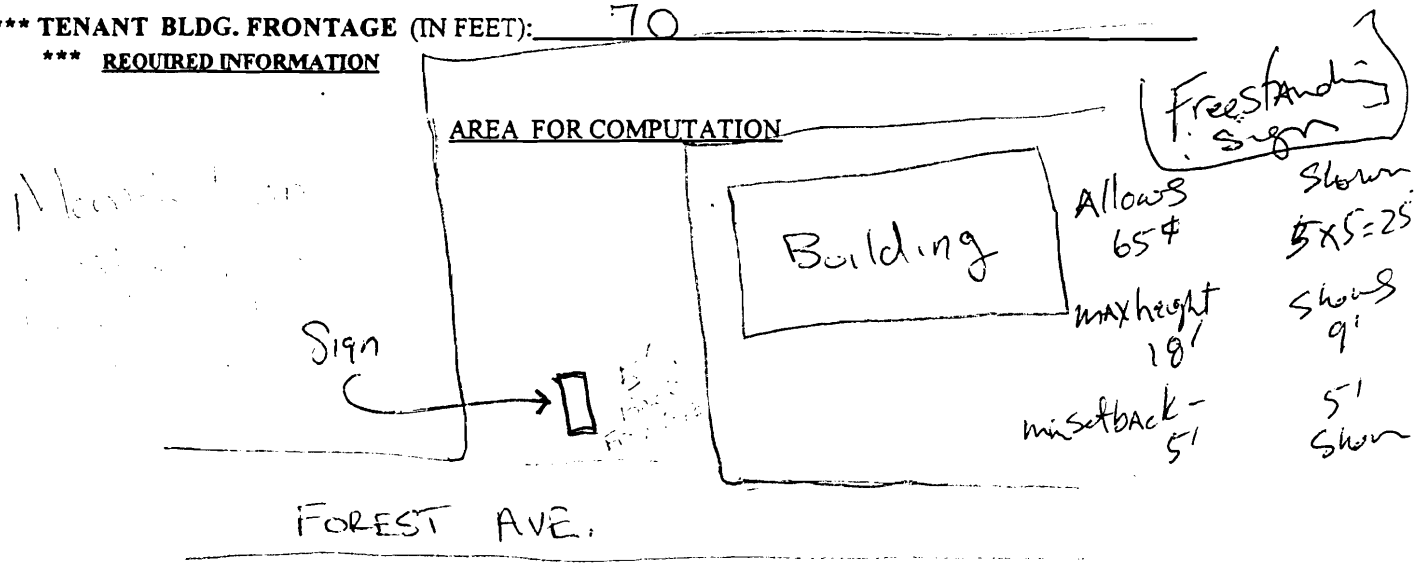 *** TENANT BLDG. FRONTAGE (IN FEET): 70
*** REQUIRED INFORMATION
Freestanding
Sign
AREA FOR COMPUTATION
Allows
65⌀
Shown
5x5=25
Building
max height
18'
Shows
9'
Sign
min setback -
5'
5'
Shown
FOREST AVE.